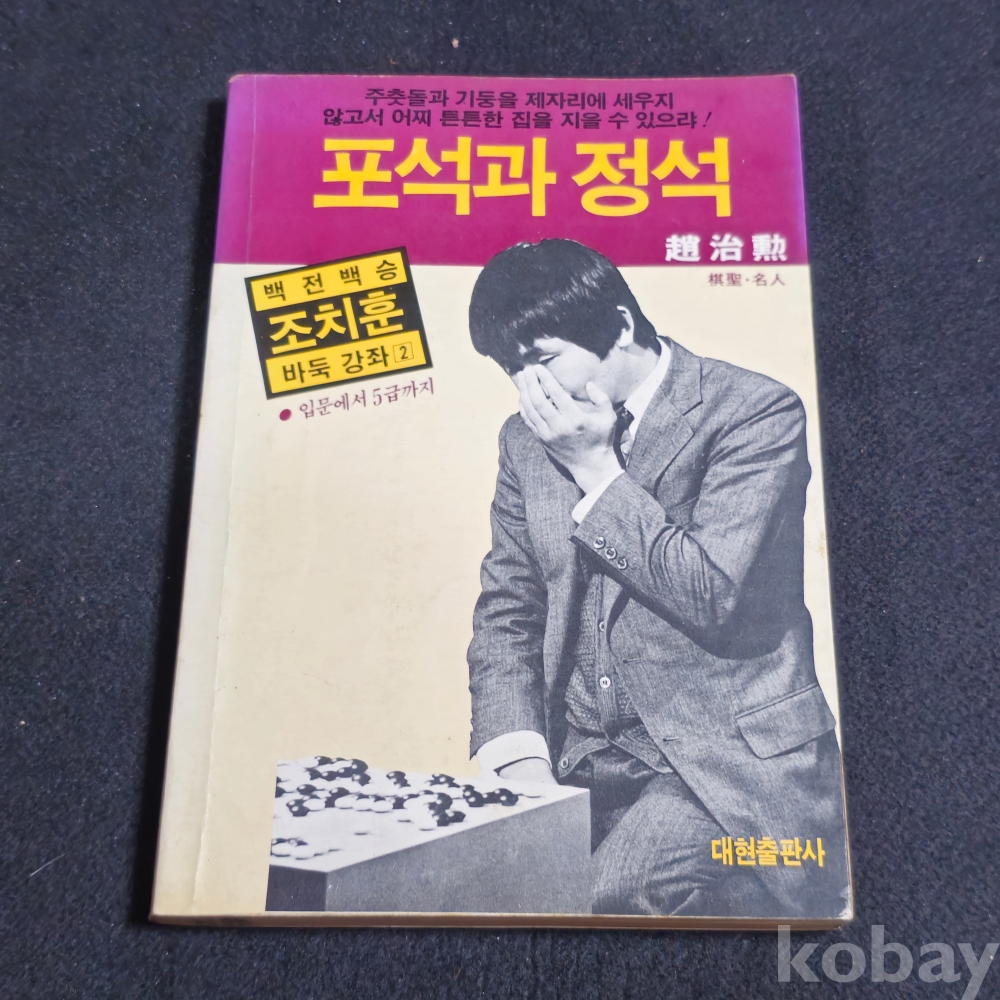 주춧돌과 기둥을 제자리에 세우지
않고서 어찌 튼튼한 집을 지을 수 있으랴!
포석과 정석
趙治勲
棋聖·名人
백전백승
조치훈
바둑 강좌 2
● 입문에서 5급까지
대현출판사
kobay